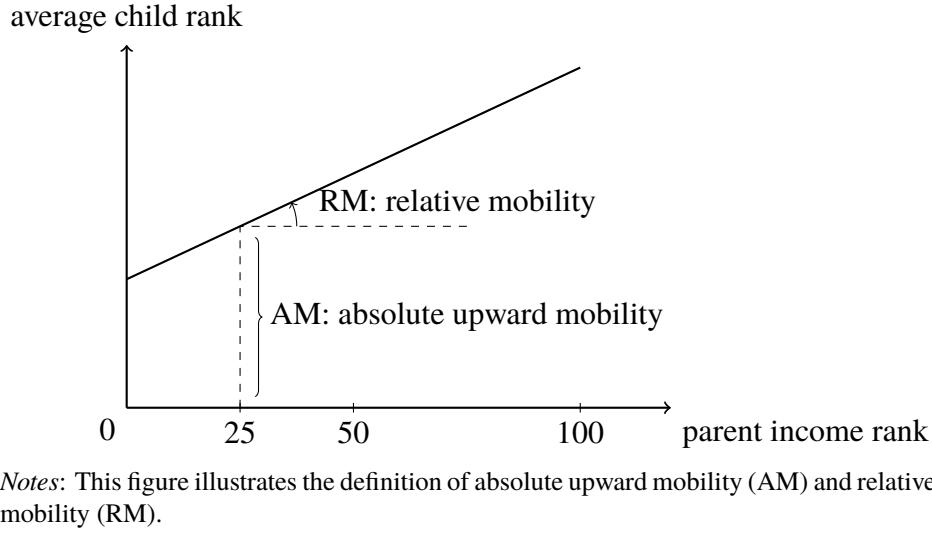 average child rank
RM: relative mobility
AM: absolute upward mobility
0 25 50 100 parent income rank
Notes: This figure illustrates the definition of absolute upward mobility (AM) and relative
mobility (RM).